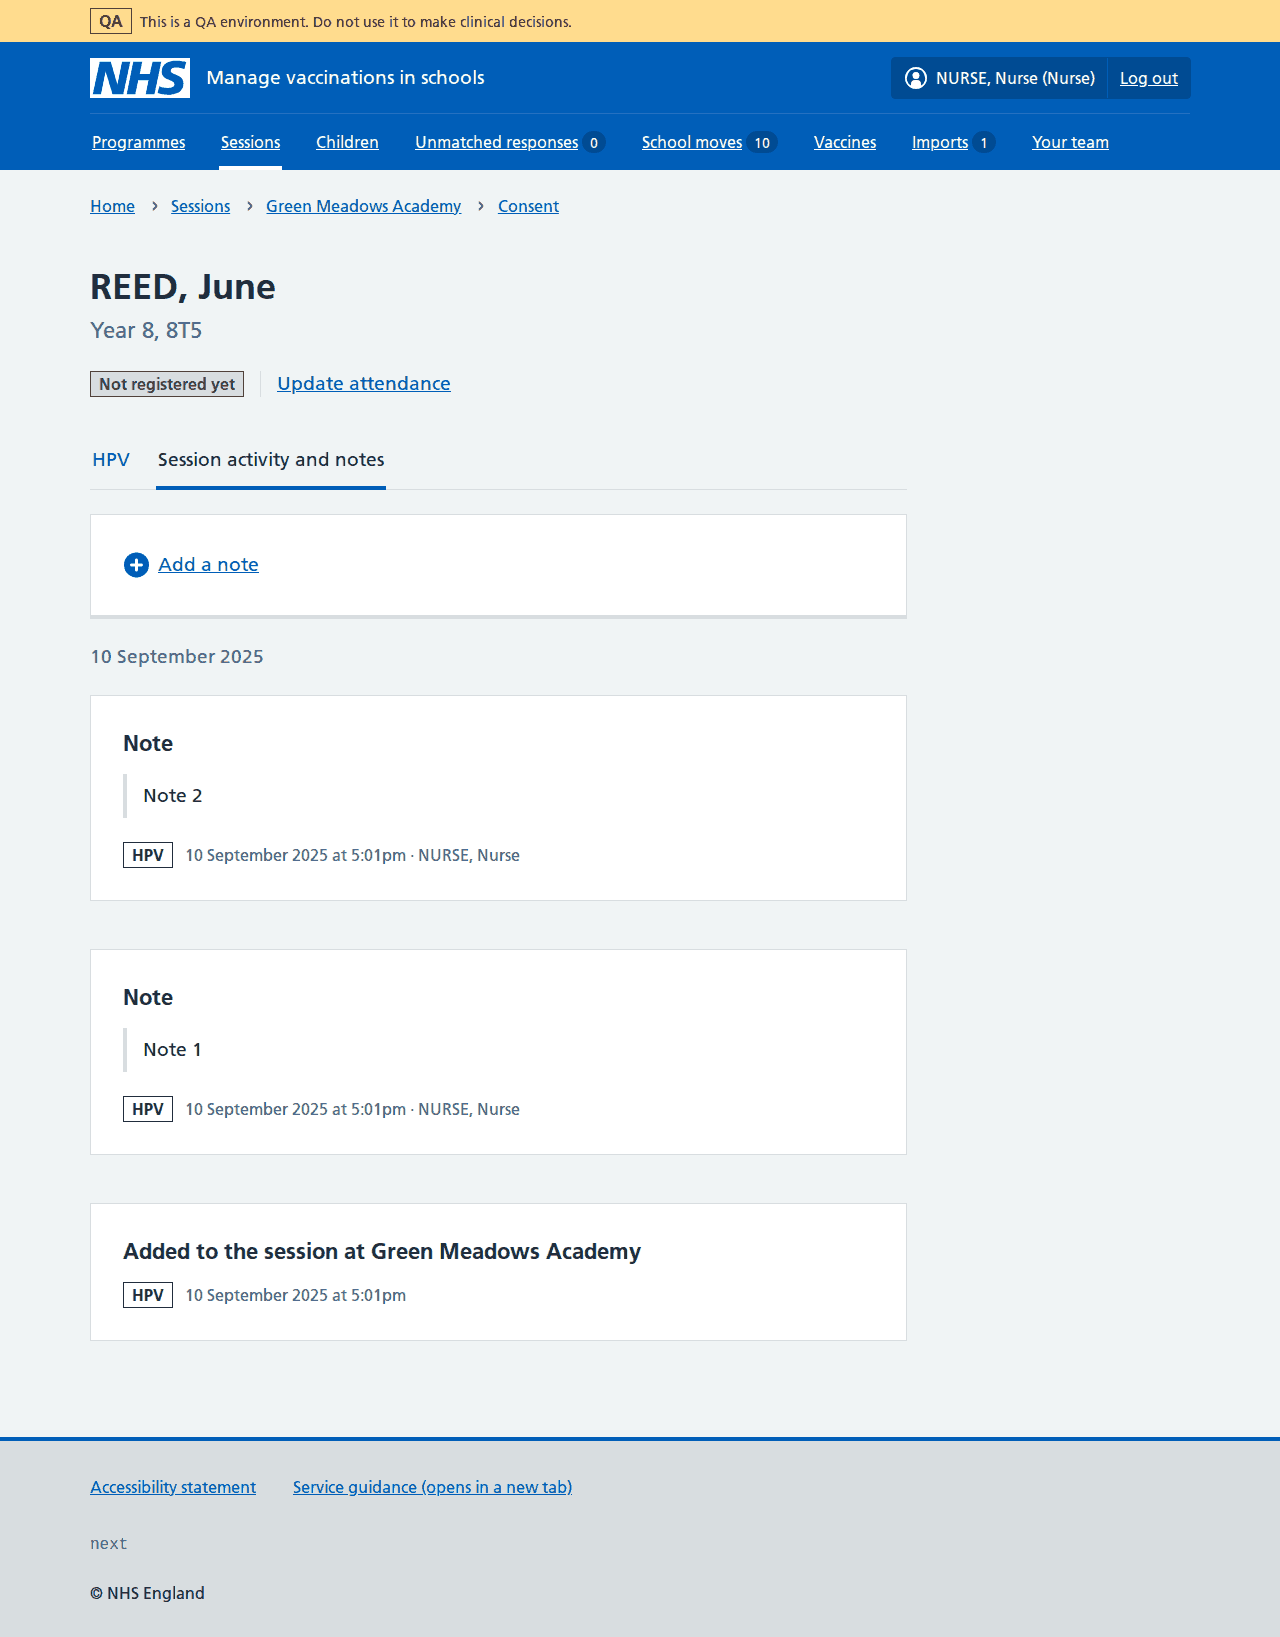 QA This is a QA environment. Do not use it to make clinical decisions.
NHS Manage vaccinations in schools NURSE, Nurse (Nurse) Log out
Programmes Sessions Children Unmatched responses 0 School moves 10 Vaccines Imports 1 Your team
Home Sessions Green Meadows Academy Consent
REED, June
Year 8, 8T5
Not registered yet Update attendance
HPV Session activity and notes
Add a note
10 September 2025
Note
Note 2
HPV 10 September 2025 at 5:01pm · NURSE, Nurse
Note
Note 1
HPV 10 September 2025 at 5:01pm · NURSE, Nurse
Added to the session at Green Meadows Academy
HPV 10 September 2025 at 5:01pm
Accessibility statement Service guidance (opens in a new tab)
next
© NHS England